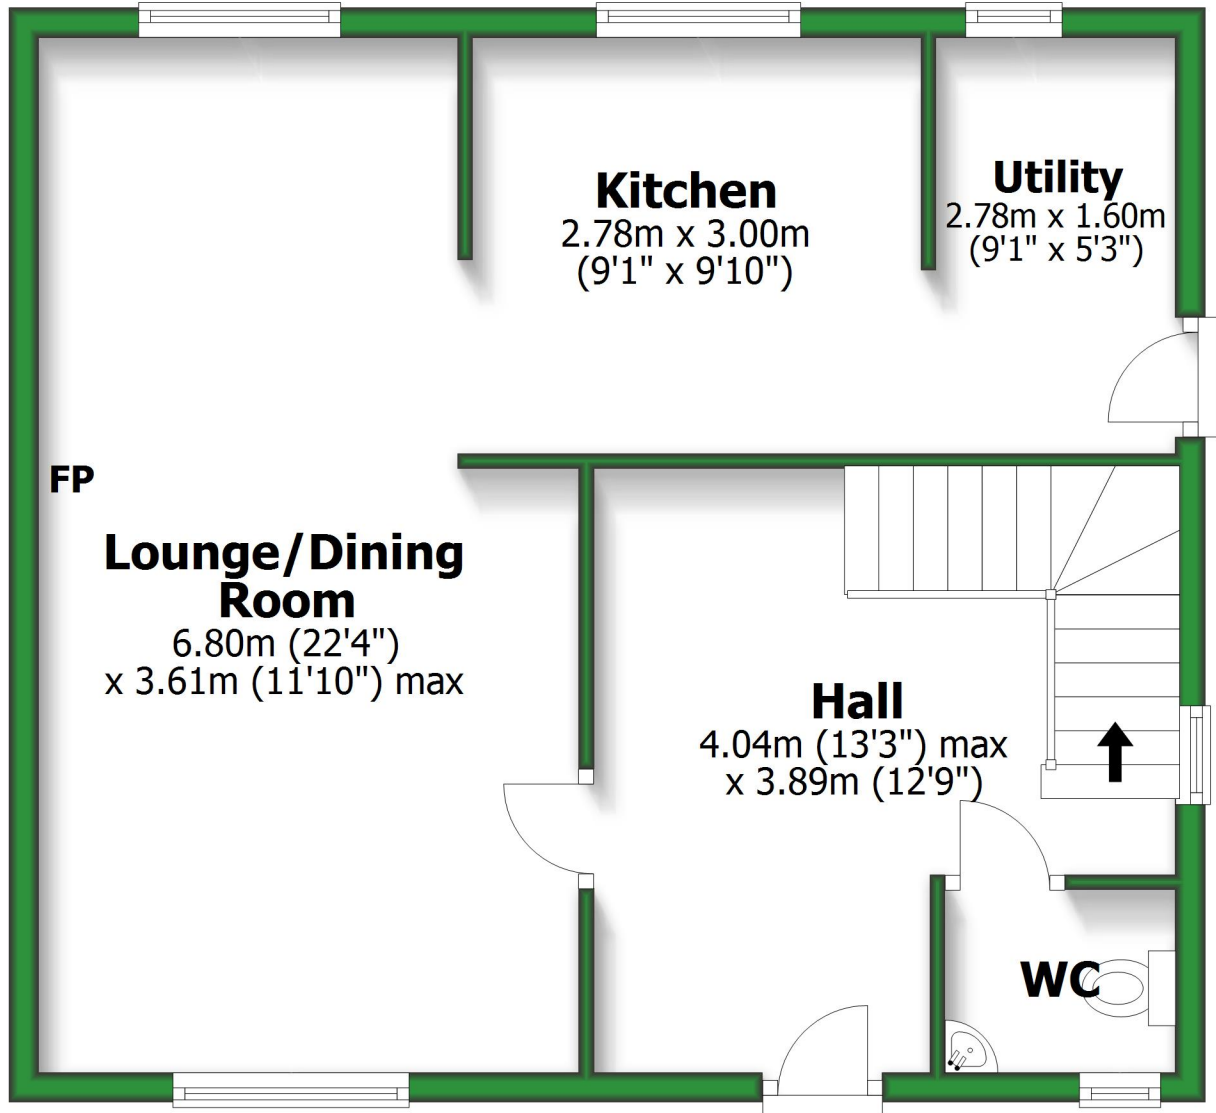 Kitchen
2.78m x 3.00m
(9'1" x 9'10")
Utility
2.78m x 1.60m
(9'1" x 5'3")
FP
Lounge/Dining
Room
6.80m (22'4")
x 3.61m (11'10") max
Hall
4.04m (13'3") max
x 3.89m (12'9")
WC